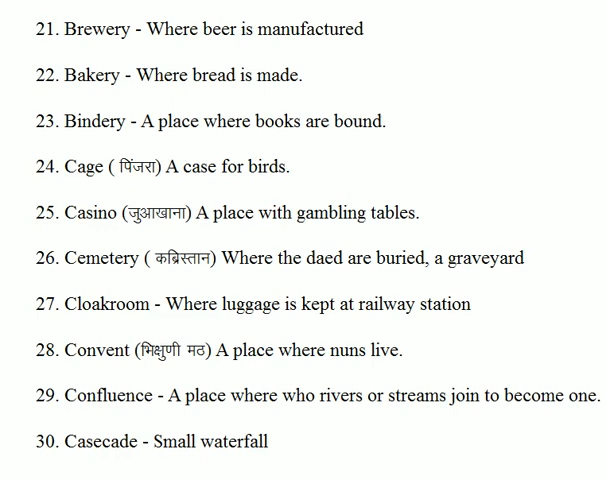 21. Brewery - Where beer is manufactured
22. Bakery - Where bread is made.
23. Bindery - A place where books are bound.
24. Cage ( पिंजरा) A case for birds.
25. Casino (जुआखाना) A place with gambling tables.
26. Cemetery ( कब्रिस्तान) Where the daed are buried, a graveyard
27. Cloakroom - Where luggage is kept at railway station
28. Convent (भिक्षुणी मठ) A place where nuns live.
29. Confluence - A place where who rivers or streams join to become one.
30. Casecade - Small waterfall